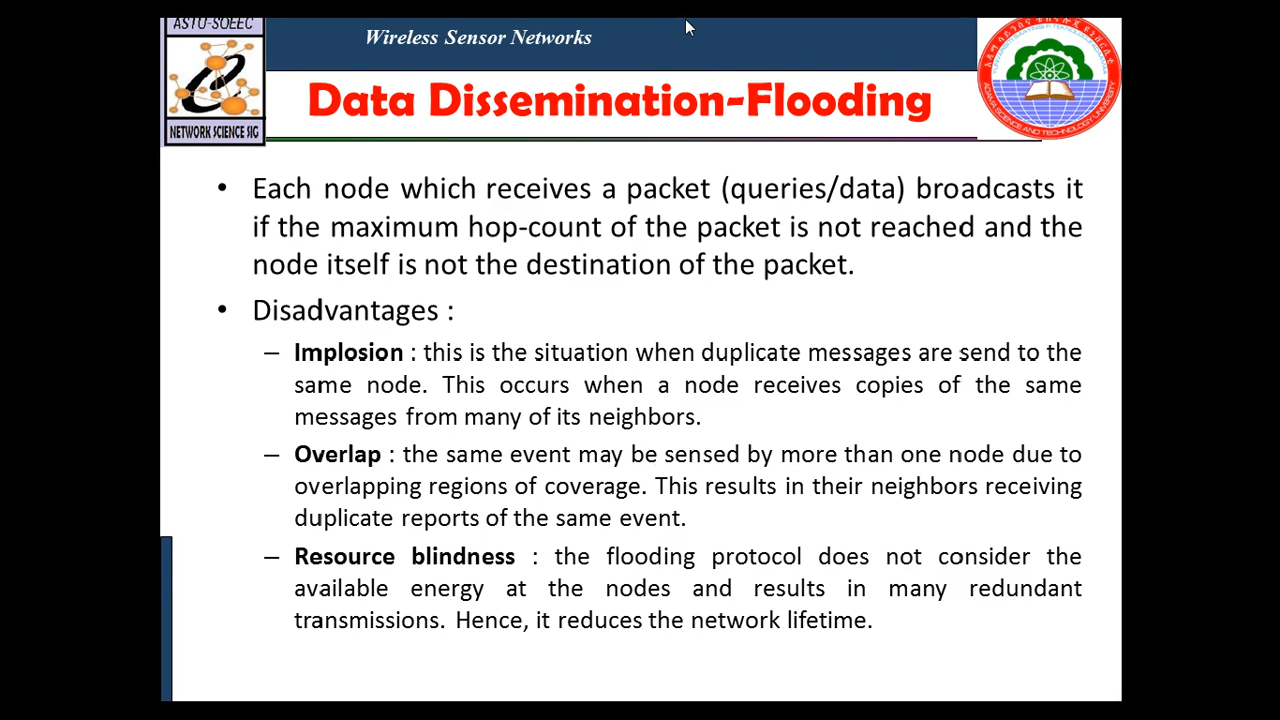 ASTU-SOEEC
Wireless Sensor Networks
NETWORK SCIENCE SIG
Data Dissemination-Flooding
ADAMA SCIENCE AND TECHNOLOGY UNIVERSITY
• Each node which receives a packet (queries/data) broadcasts it
if the maximum hop-count of the packet is not reached and the
node itself is not the destination of the packet.
• Disadvantages :
– Implosion : this is the situation when duplicate messages are send to the
same node. This occurs when a node receives copies of the same
messages from many of its neighbors.
– Overlap : the same event may be sensed by more than one node due to
overlapping regions of coverage. This results in their neighbors receiving
duplicate reports of the same event.
– Resource blindness : the flooding protocol does not consider the
available energy at the nodes and results in many redundant
transmissions. Hence, it reduces the network lifetime.